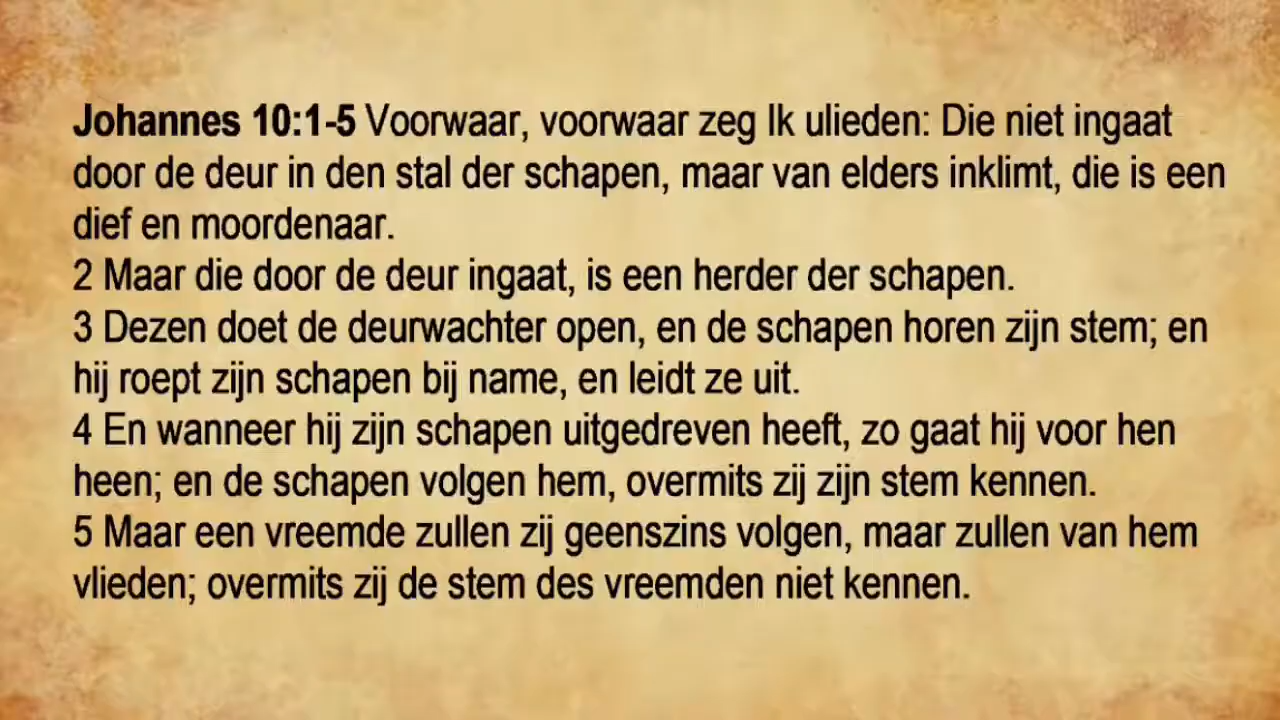 Johannes 10:1-5 Voorwaar, voorwaar zeg Ik ulieden: Die niet ingaat
door de deur in den stal der schapen, maar van elders inklimt, die is een
dief en moordenaar.
2 Maar die door de deur ingaat, is een herder der schapen.
3 Dezen doet de deurwachter open, en de schapen horen zijn stem; en
hij roept zijn schapen bij name, en leidt ze uit.
4 En wanneer hij zijn schapen uitgedreven heeft, zo gaat hij voor hen
heen; en de schapen volgen hem, overmits zij zijn stem kennen.
5 Maar een vreemde zullen zij geenszins volgen, maar zullen van hem
vlieden; overmits zij de stem des vreemden niet kennen.